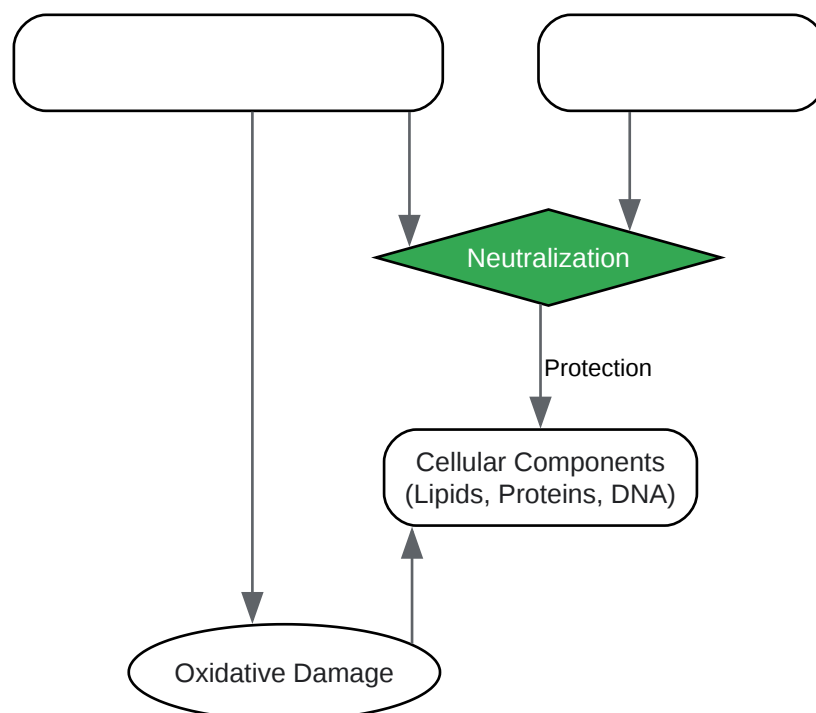 Neutralization
Protection
Cellular Components
(Lipids, Proteins, DNA)
Oxidative Damage